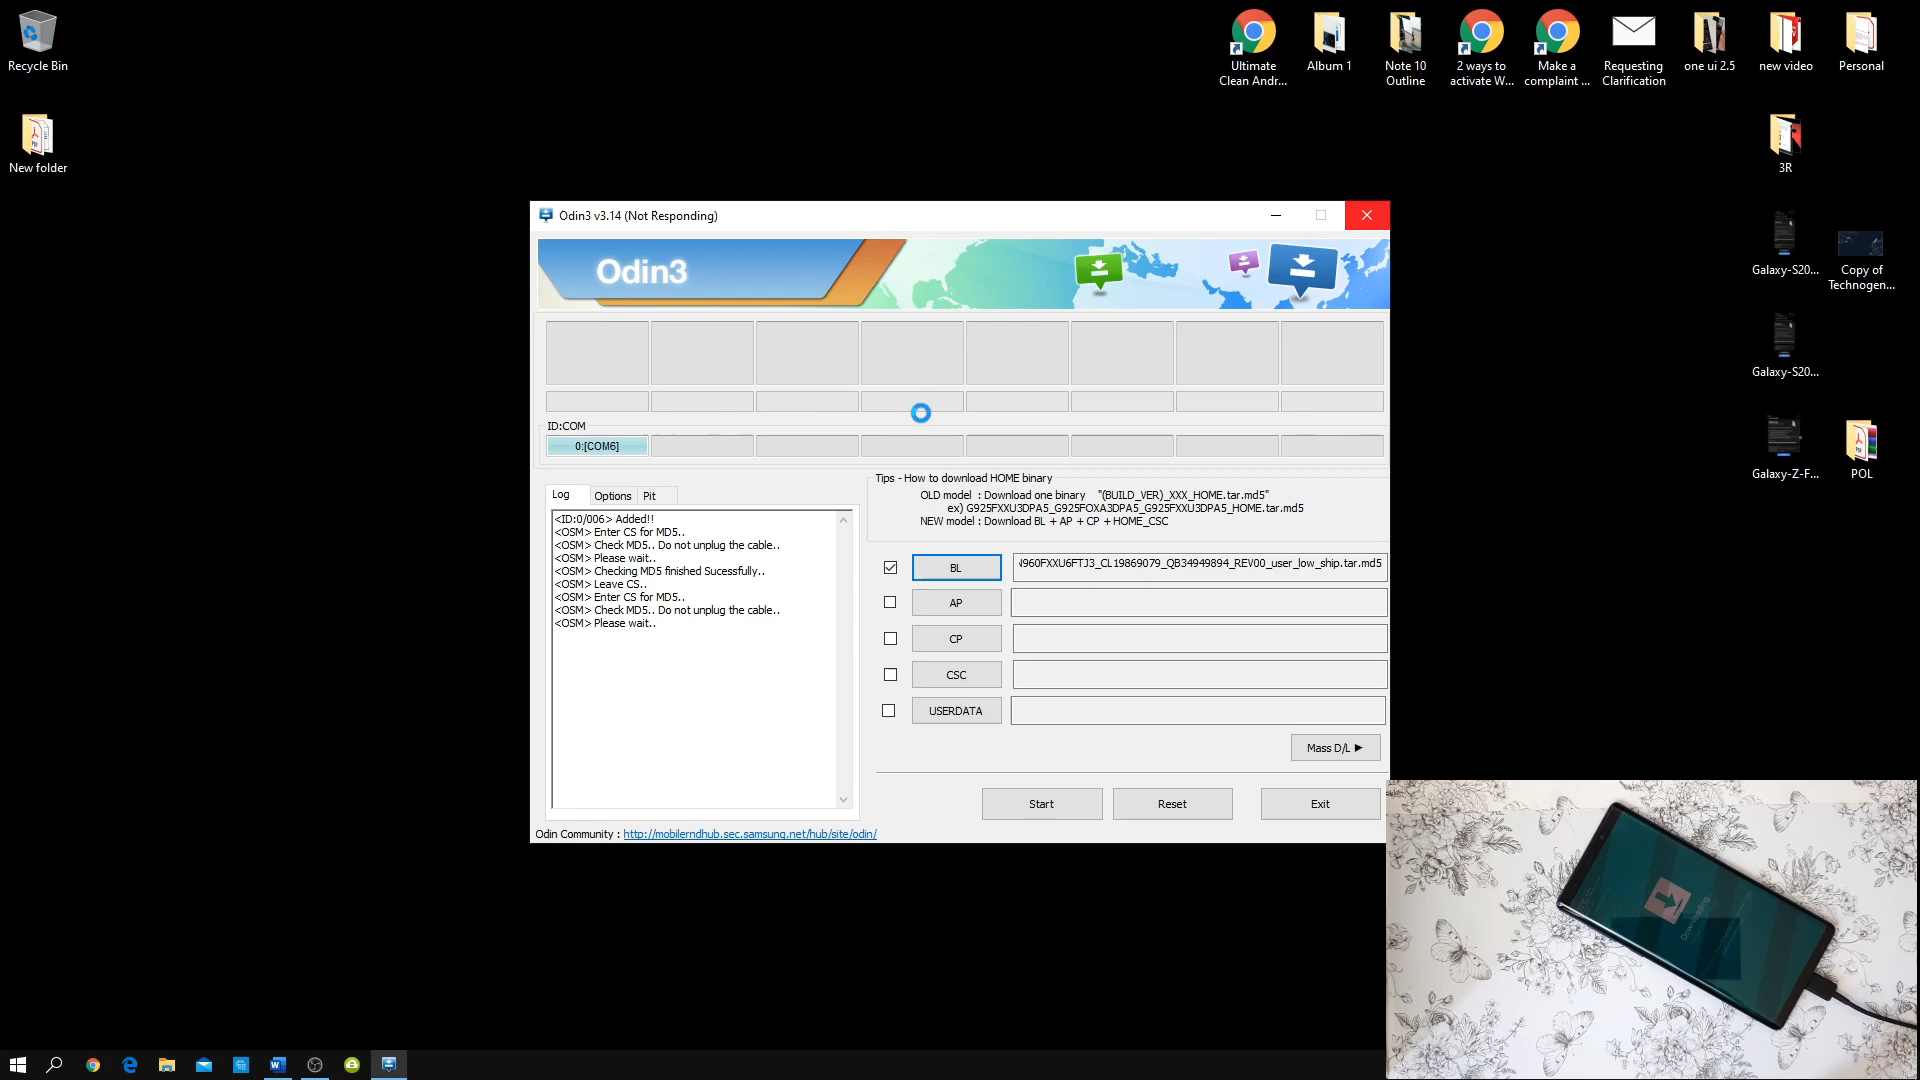 Recycle Bin
Ultimate
Clean Andr...
Album 1
Note 10
Outline
2 ways to
activate W...
Make a
complaint ...
Requesting
Clarification
one ui 2.5
new video
Personal
New folder
3R
Galaxy-S20...
Copy of
Technogen...
Galaxy-S20...
Galaxy-Z-F...
POL
Odin3 v3.14 (Not Responding)
Odin3
ID:COM
0:[COM6]
Log
Options
Pit
<ID:0/006> Added!!
<OSM> Enter CS for MD5..
<OSM> Check MD5.. Do not unplug the cable..
<OSM> Please wait..
<OSM> Checking MD5 finished Sucessfully..
<OSM> Leave CS..
<OSM> Enter CS for MD5..
<OSM> Check MD5.. Do not unplug the cable..
<OSM> Please wait..
Tips - How to download HOME binary
OLD model : Download one binary "(BUILD_VER)_XXX_HOME.tar.md5"
ex) G925FXXU3DPA5_G925FOXA3DPA5_G925FXXU3DPA5_HOME.tar.md5
NEW model : Download BL + AP + CP + HOME_CSC
BL
960FXXU6FTJ3_CL19869079_QB34949894_REV00_user_low_ship.tar.md5
AP
CP
CSC
USERDATA
Mass D/L ►
Start
Reset
Exit
Odin Community : http://mobilerndhub.sec.samsung.net/hub/site/odin/
Downloading